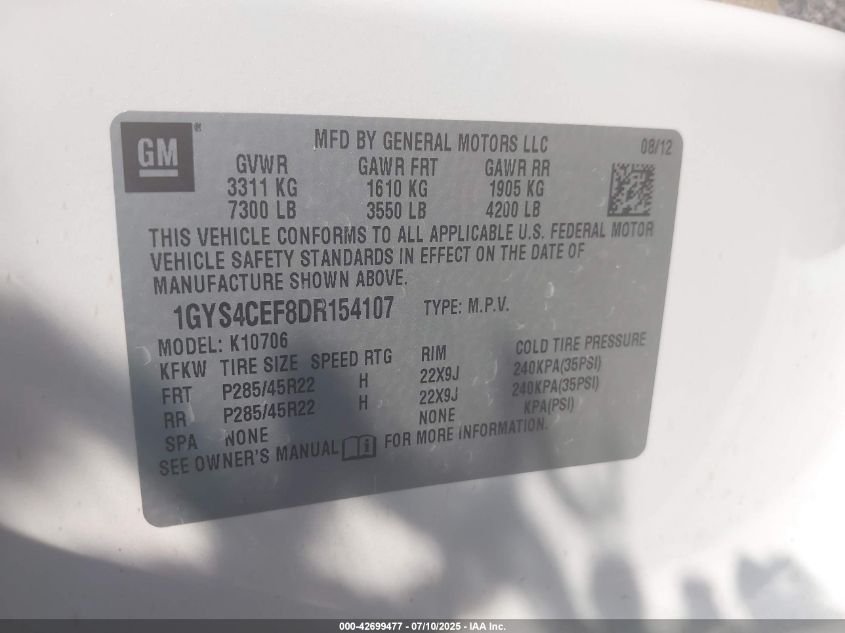 GM ®
MFD BY GENERAL MOTORS LLC 08/12
GVWR GAWR FRT GAWR RR
3311 KG 1610 KG 1905 KG
7300 LB 3550 LB 4200 LB
THIS VEHICLE CONFORMS TO ALL APPLICABLE U.S. FEDERAL MOTOR
VEHICLE SAFETY STANDARDS IN EFFECT ON THE DATE OF
MANUFACTURE SHOWN ABOVE.
1GYS4CEF8DR154107 TYPE: M.P.V.
MODEL: K10706
KFKW TIRE SIZE SPEED RTG RIM COLD TIRE PRESSURE
FRT P285/45R22 H 22X9J 240KPA(35PSI)
RR P285/45R22 H 22X9J 240KPA(35PSI)
SPA NONE NONE KPA(PSI)
SEE OWNER'S MANUAL FOR MORE INFORMATION.
000-42699477 - 07/10/2025 - IAA Inc.